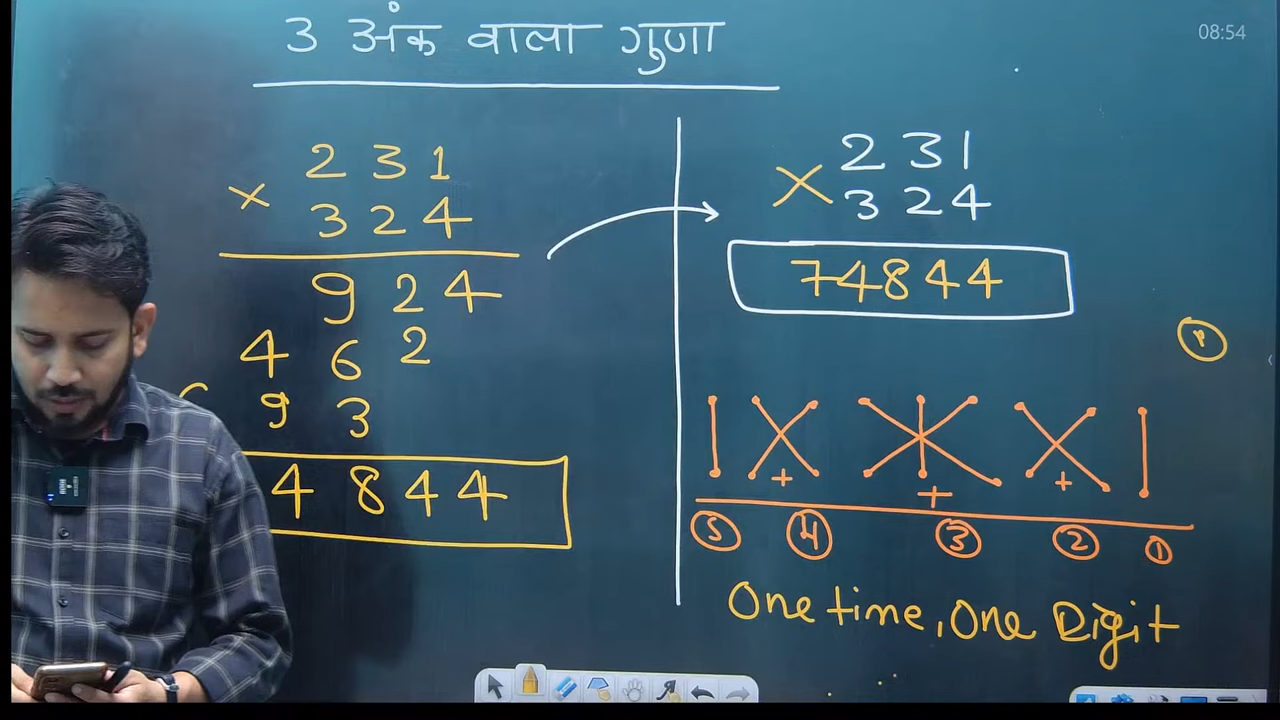 3 अंक वाला गुणा
08:54
2 3 1
× 3 2 4
9 2 4
4 6 2
9 3
4 8 4 4
2 3 1
× 3 2 4
74844
+ + +
5 4 3 2 1
One time, One Digit